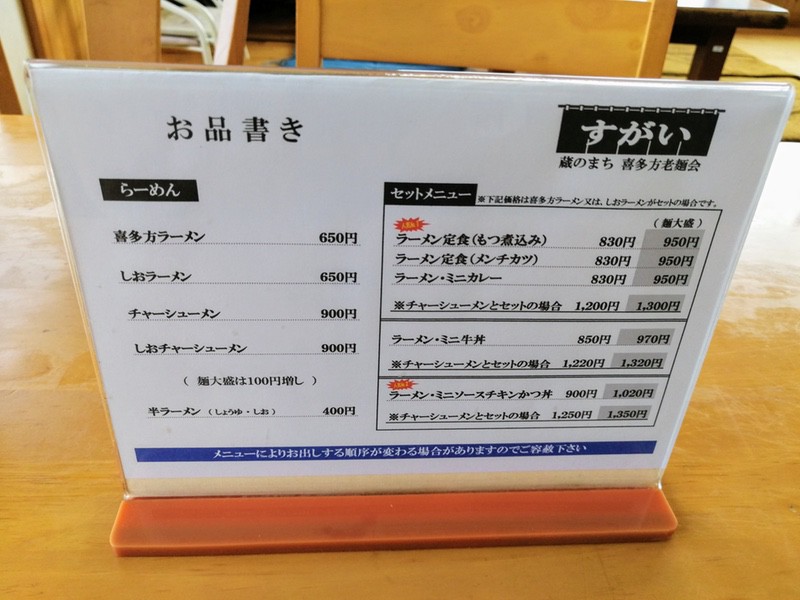 お品書き
すがい
蔵のまち 喜多方老麺会
らーめん
喜多方ラーメン 650円
しおラーメン 650円
チャーシューメン 900円
しおチャーシューメン 900円
( 麺大盛は100円増し )
半ラーメン (しょうゆ・しお) 400円
セットメニュー ※下記価格は喜多方ラーメン又は、しおラーメンがセットの場合です。
(麺大盛)
ラーメン定食(もつ煮込み) 830円 950円
ラーメン定食(メンチカツ) 830円 950円
ラーメン・ミニカレー 830円 950円
※チャーシューメンとセットの場合 1,200円 1,300円
ラーメン・ミニ牛丼 850円 970円
※チャーシューメンとセットの場合 1,220円 1,320円
ラーメン・ミニソースチキンかつ丼 900円 1,020円
※チャーシューメンとセットの場合 1,250円 1,350円
メニューによりお出しする順序が変わる場合がありますのでご容赦下さい